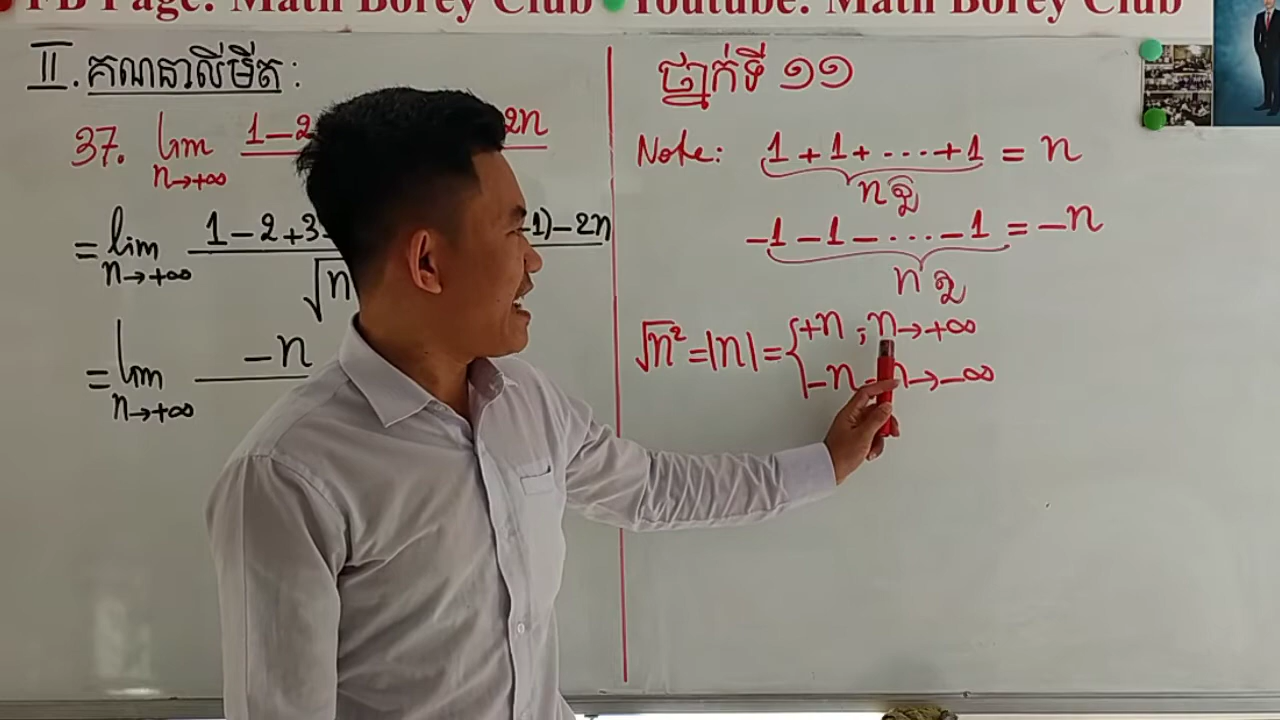 FB Page: Math Borey Club Youtube: Math Borey Club
II. គណនាលីមីត :
37. lim n→+∞ 1-2 2n
= lim n→+∞ 1-2+3 -1)-2n √n
= lim n→+∞ -n
ថ្នាក់ទី ១១
Note: 1+1+....+1 = n
n ដង
-1-1-....-1 = -n
n ដង
√n² = |n| = { +n ; n→+∞
-n n→-∞